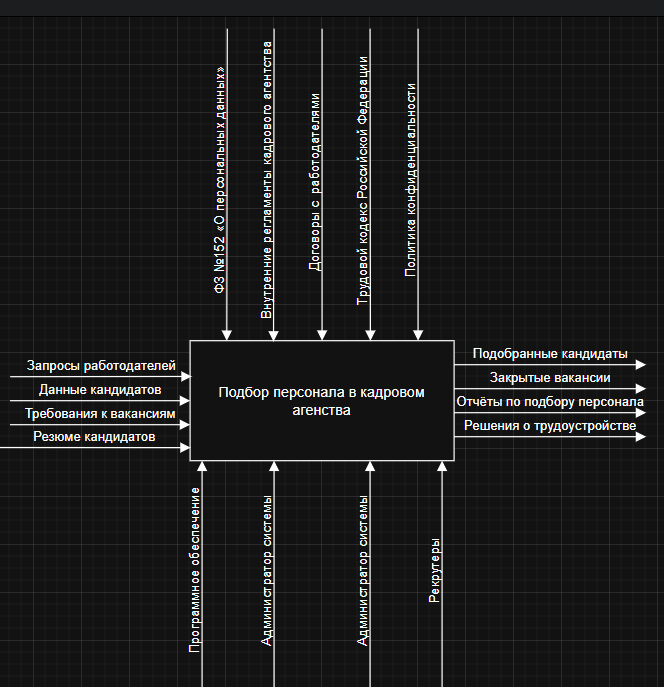 ФЗ №152 «О персональных данных»
Внутренние регламенты кадрового агентства
Договоры с работодателями
Трудовой кодекс Российской Федерации
Политика конфиденциальности
Запросы работодателей
Данные кандидатов
Требования к вакансиям
Резюме кандидатов
Подбор персонала в кадровом
агенства
Подобранные кандидаты
Закрытые вакансии
Отчёты по подбору персонала
Решения о трудоустройстве
Программное обеспечение
Администратор системы
Администратор системы
Рекрутеры